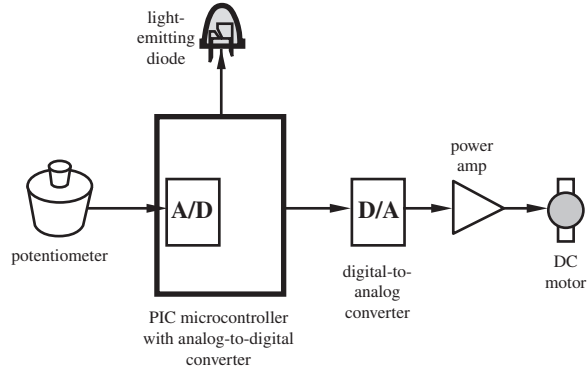 light-
emitting
diode
power
amp
A/D
D/A
potentiometer
DC
motor
digital-to-
analog
converter
PIC microcontroller
with analog-to-digital
converter